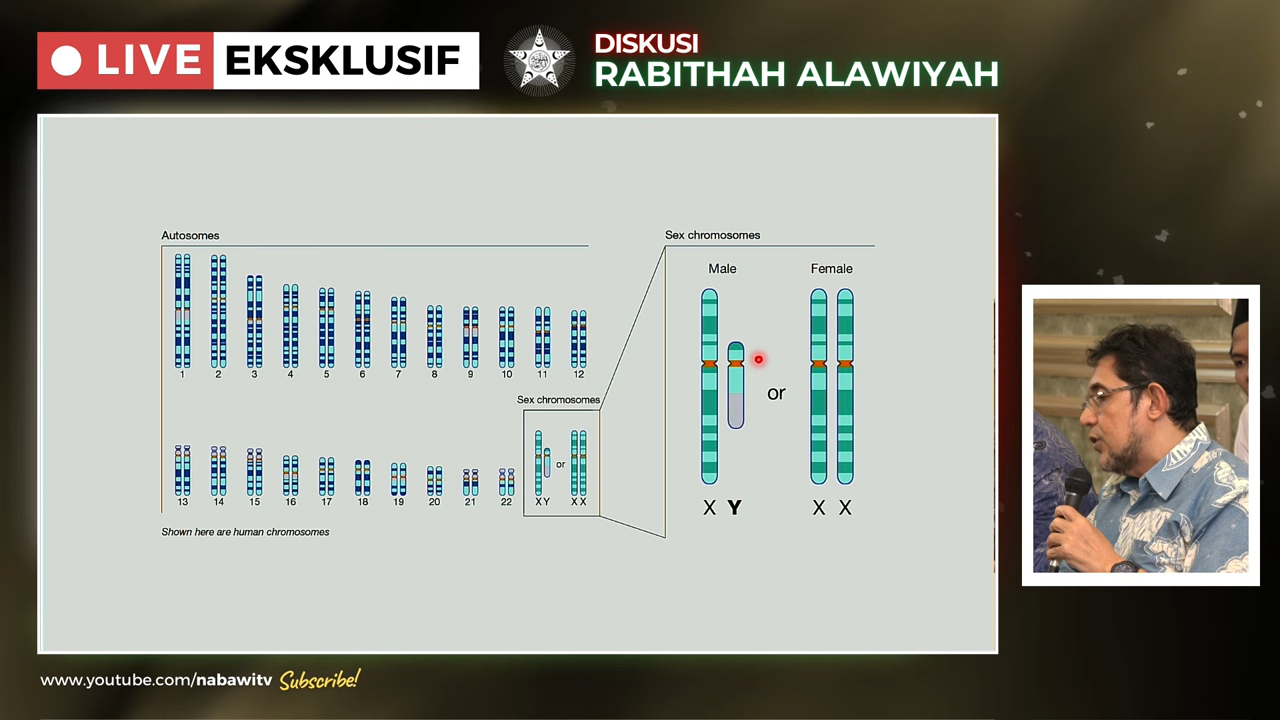 LIVE EKSKLUSIF
DISKUSI
RABITHAH ALAWIYAH
Autosomes
1 2 3 4 5 6 7 8 9 10 11 12
Sex chromosomes
or
X Y X X
13 14 15 16 17 18 19 20 21 22
Shown here are human chromosomes
Sex chromosomes
Male Female
or
X Y X X
www.youtube.com/nabawitv Subscribe!